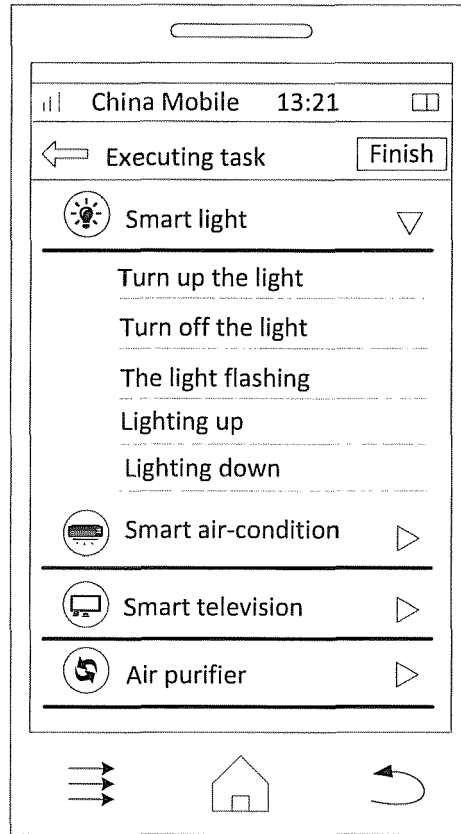 China Mobile 13:21
Executing task Finish
Smart light
Turn up the light
Turn off the light
The light flashing
Lighting up
Lighting down
Smart air-condition
Smart television
Air purifier